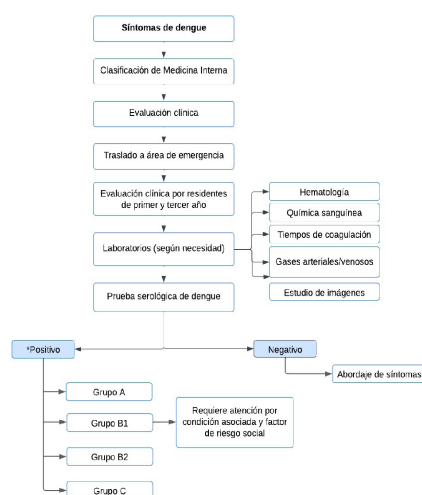 Síntomas de dengue
Clasificación de Medicina Interna
Evaluación clínica
Traslado a área de emergencia
Evaluación clínica por residentes
de primer y tercer año
Laboratorios (según necesidad)
Hematología
Química sanguínea
Tiempos de coagulación
Gases arteriales/venosos
Estudio de imágenes
Prueba serológica de dengue
*Positivo
Negativo
Abordaje de síntomas
Grupo A
Grupo B1
Requiere atención por
condición asociada y factor
de riesgo social
Grupo B2
Grupo C